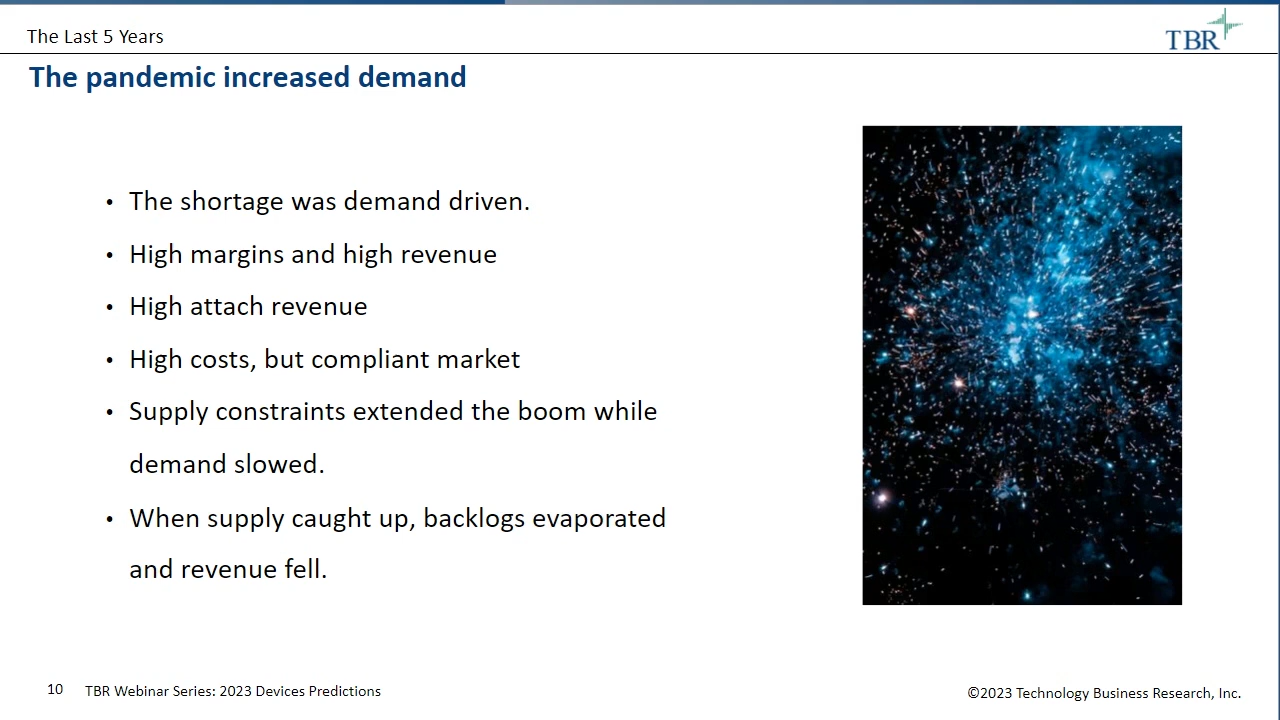 The Last 5 Years
TBR
The pandemic increased demand
• The shortage was demand driven.
• High margins and high revenue
• High attach revenue
• High costs, but compliant market
• Supply constraints extended the boom while
demand slowed.
• When supply caught up, backlogs evaporated
and revenue fell.
10 TBR Webinar Series: 2023 Devices Predictions
©2023 Technology Business Research, Inc.